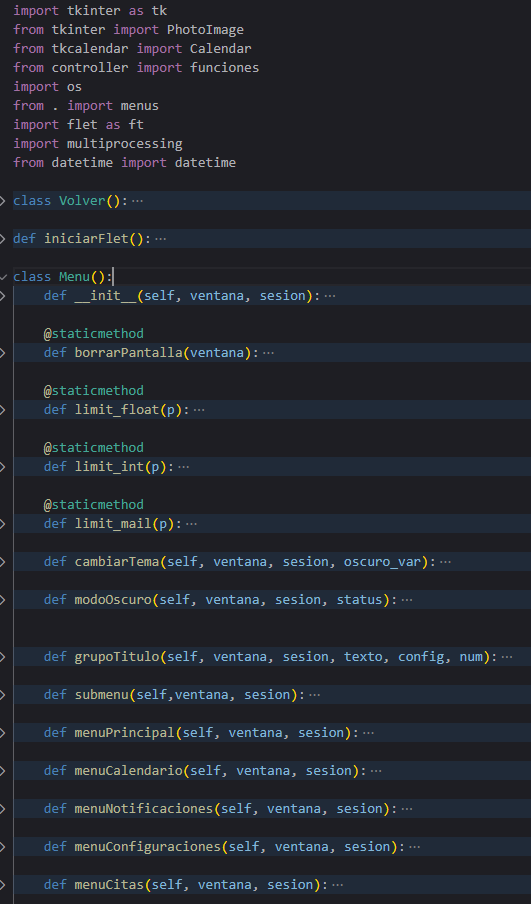 import tkinter as tk
from tkinter import PhotoImage
from tkcalendar import Calendar
from controller import funciones
import os
from . import menus
import flet as ft
import multiprocessing
from datetime import datetime
class Volver():···
def iniciarFlet():···
class Menu():
def __init__(self, ventana, sesion):···
@staticmethod
def borrarPantalla(ventana):···
@staticmethod
def limit_float(p):···
@staticmethod
def limit_int(p):···
@staticmethod
def limit_mail(p):···
def cambiarTema(self, ventana, sesion, oscuro_var):···
def modoOscuro(self, ventana, sesion, status):···
def grupoTitulo(self, ventana, sesion, texto, config, num):···
def submenu(self,ventana, sesion):···
def menuPrincipal(self, ventana, sesion):···
def menuCalendario(self, ventana, sesion):···
def menuNotificaciones(self, ventana, sesion):···
def menuConfiguraciones(self, ventana, sesion):···
def menuCitas(self, ventana, sesion):···